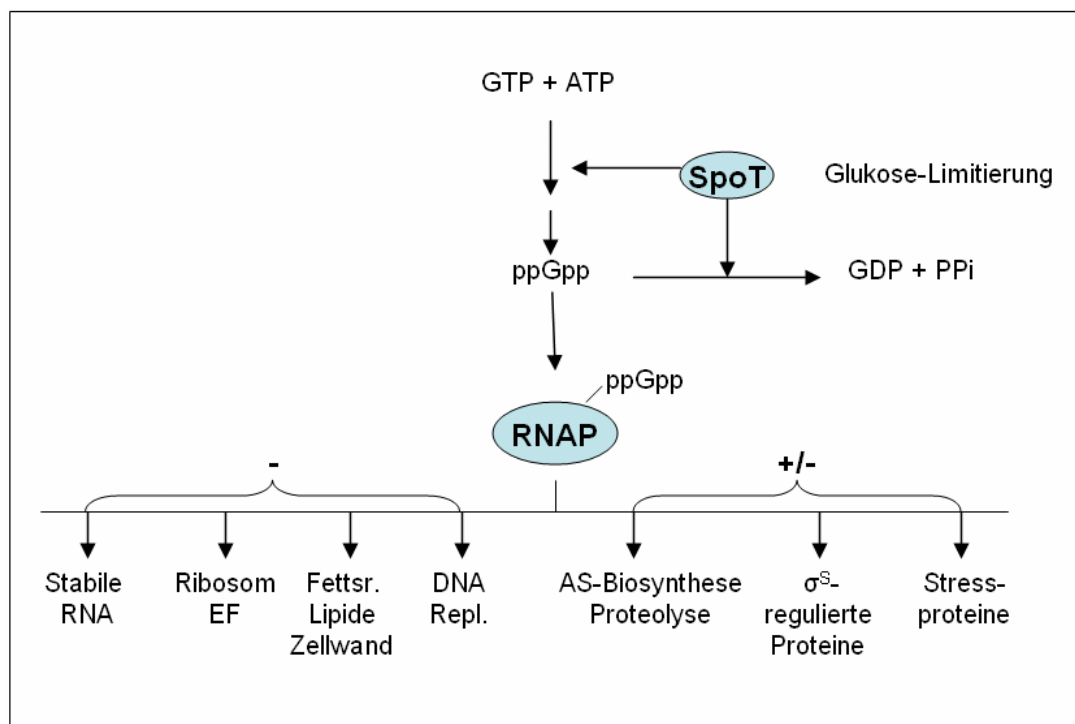 GTP + ATP
SpoT
Glukose-Limitierung
ppGpp
GDP + PPi
ppGpp
RNAP
-
+/-
Stabile
RNA
Ribosom
EF
Fettsr.
Lipide
Zellwand
DNA
Repl.
AS-Biosynthese
Proteolyse
σS-
regulierte
Proteine
Stress-
proteine